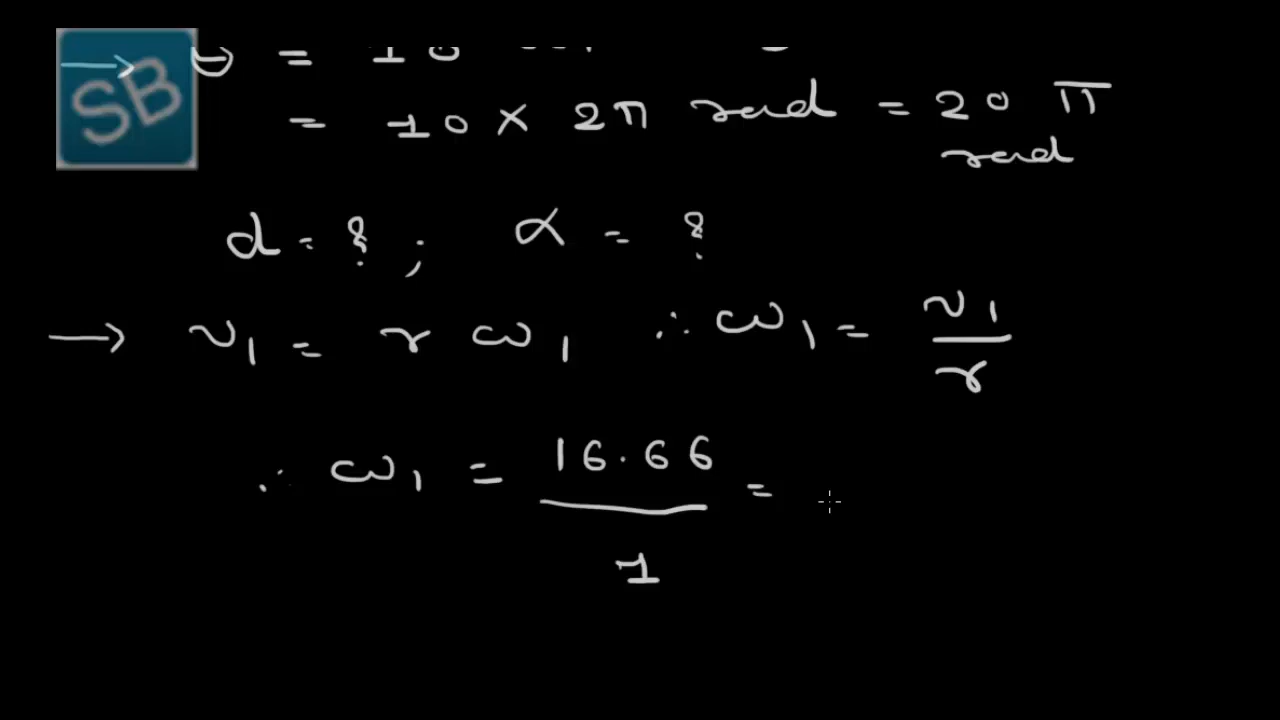 SB
→ θ = 10
= 10 × 2π rad = 20 π
rad
d = ? ; α = ?
→ v₁ = r ω₁ ∴ ω₁ = v₁ / r
∴ ω₁ = 16.66 / 1 =